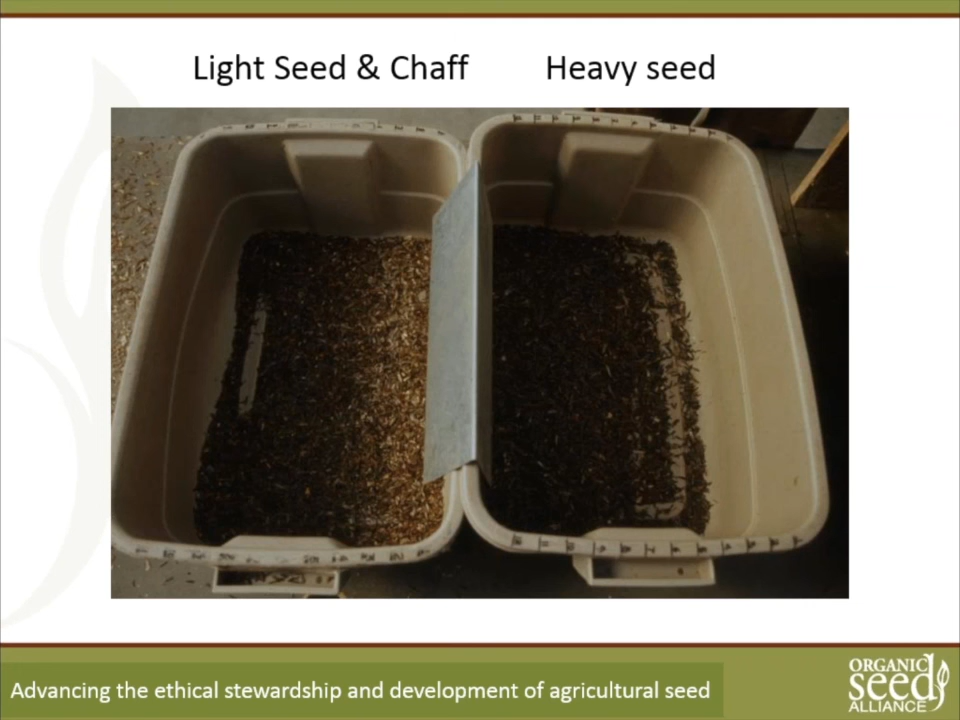 Light Seed & Chaff Heavy seed
Advancing the ethical stewardship and development of agricultural seed
ORGANIC
seed
ALLIANCE